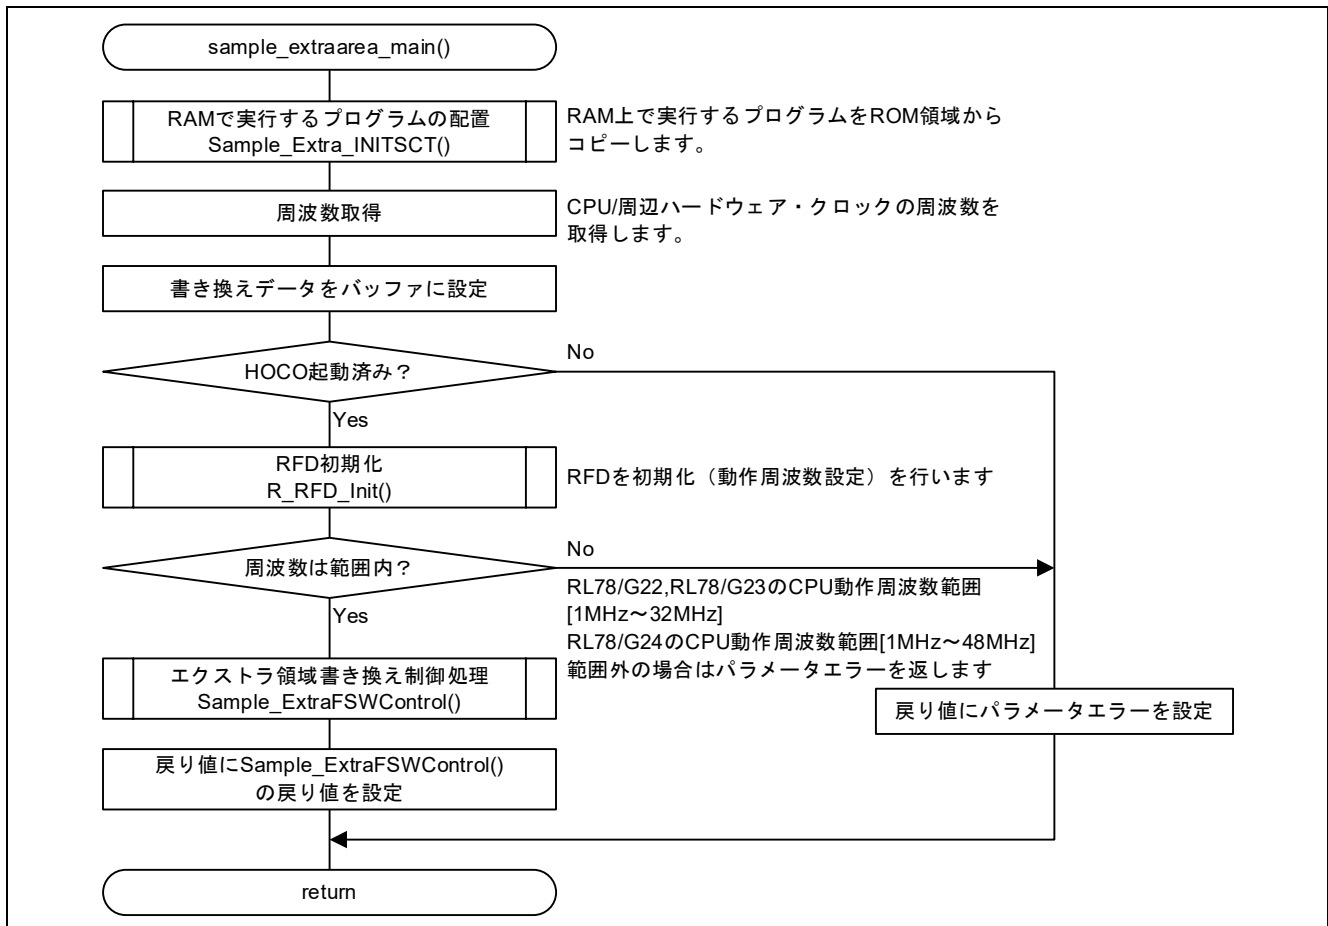 sample_extraarea_main()
RAMで実行するプログラムの配置
Sample_Extra_INITSCT()
RAM上で実行するプログラムをROM領域から
コピーします。
周波数取得
CPU/周辺ハードウェア・クロックの周波数を
取得します。
書き換えデータをバッファに設定
HOCO起動済み？
No
Yes
RFD初期化
R_RFD_Init()
RFDを初期化（動作周波数設定）を行います
周波数は範囲内？
No
Yes
RL78/G22,RL78/G23のCPU動作周波数範囲
[1MHz～32MHz]
RL78/G24のCPU動作周波数範囲[1MHz～48MHz]
範囲外の場合はパラメータエラーを返します
エクストラ領域書き換え制御処理
Sample_ExtraFSWControl()
戻り値にパラメータエラーを設定
戻り値にSample_ExtraFSWControl()
の戻り値を設定
return